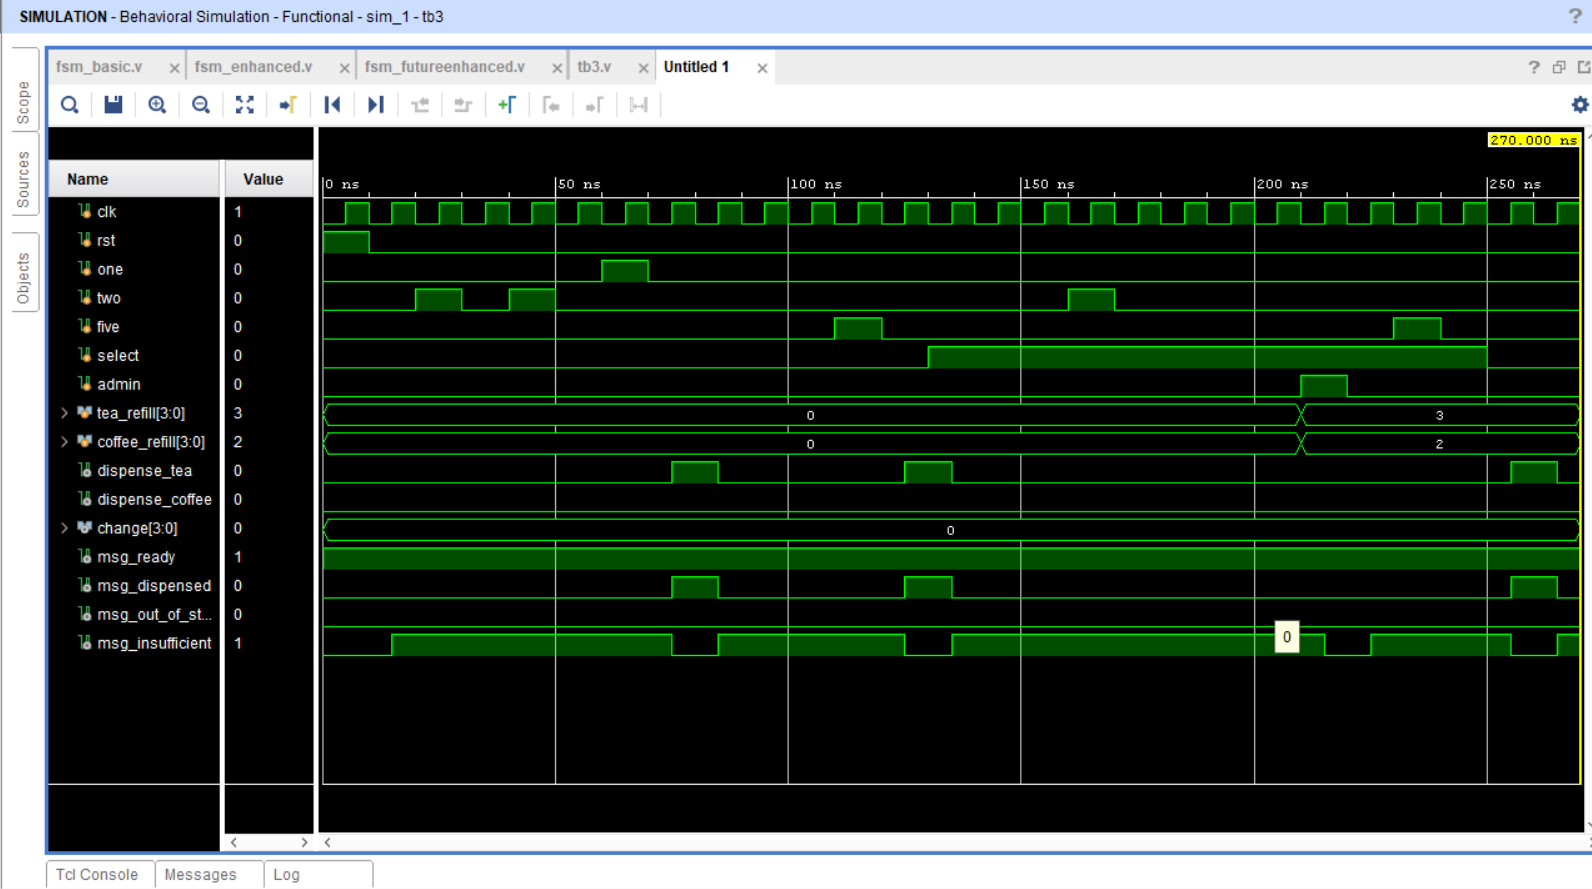 SIMULATION - Behavioral Simulation - Functional - sim_1 - tb3
?
Scope
Sources
Objects
fsm_basic.v
fsm_enhanced.v
fsm_futureenhanced.v
tb3.v
Untitled 1
?
270.000 ns
Name Value
0 ns 50 ns 100 ns 150 ns 200 ns 250 ns
clk 1
rst 0
one 0
two 0
five 0
select 0
admin 0
tea_refill[3:0] 3 0 3
coffee_refill[3:0] 2 0 2
dispense_tea 0
dispense_coffee 0
change[3:0] 0 0
msg_ready 1
msg_dispensed 0
msg_out_of_st... 0
msg_insufficient 1
0
Tcl Console Messages Log